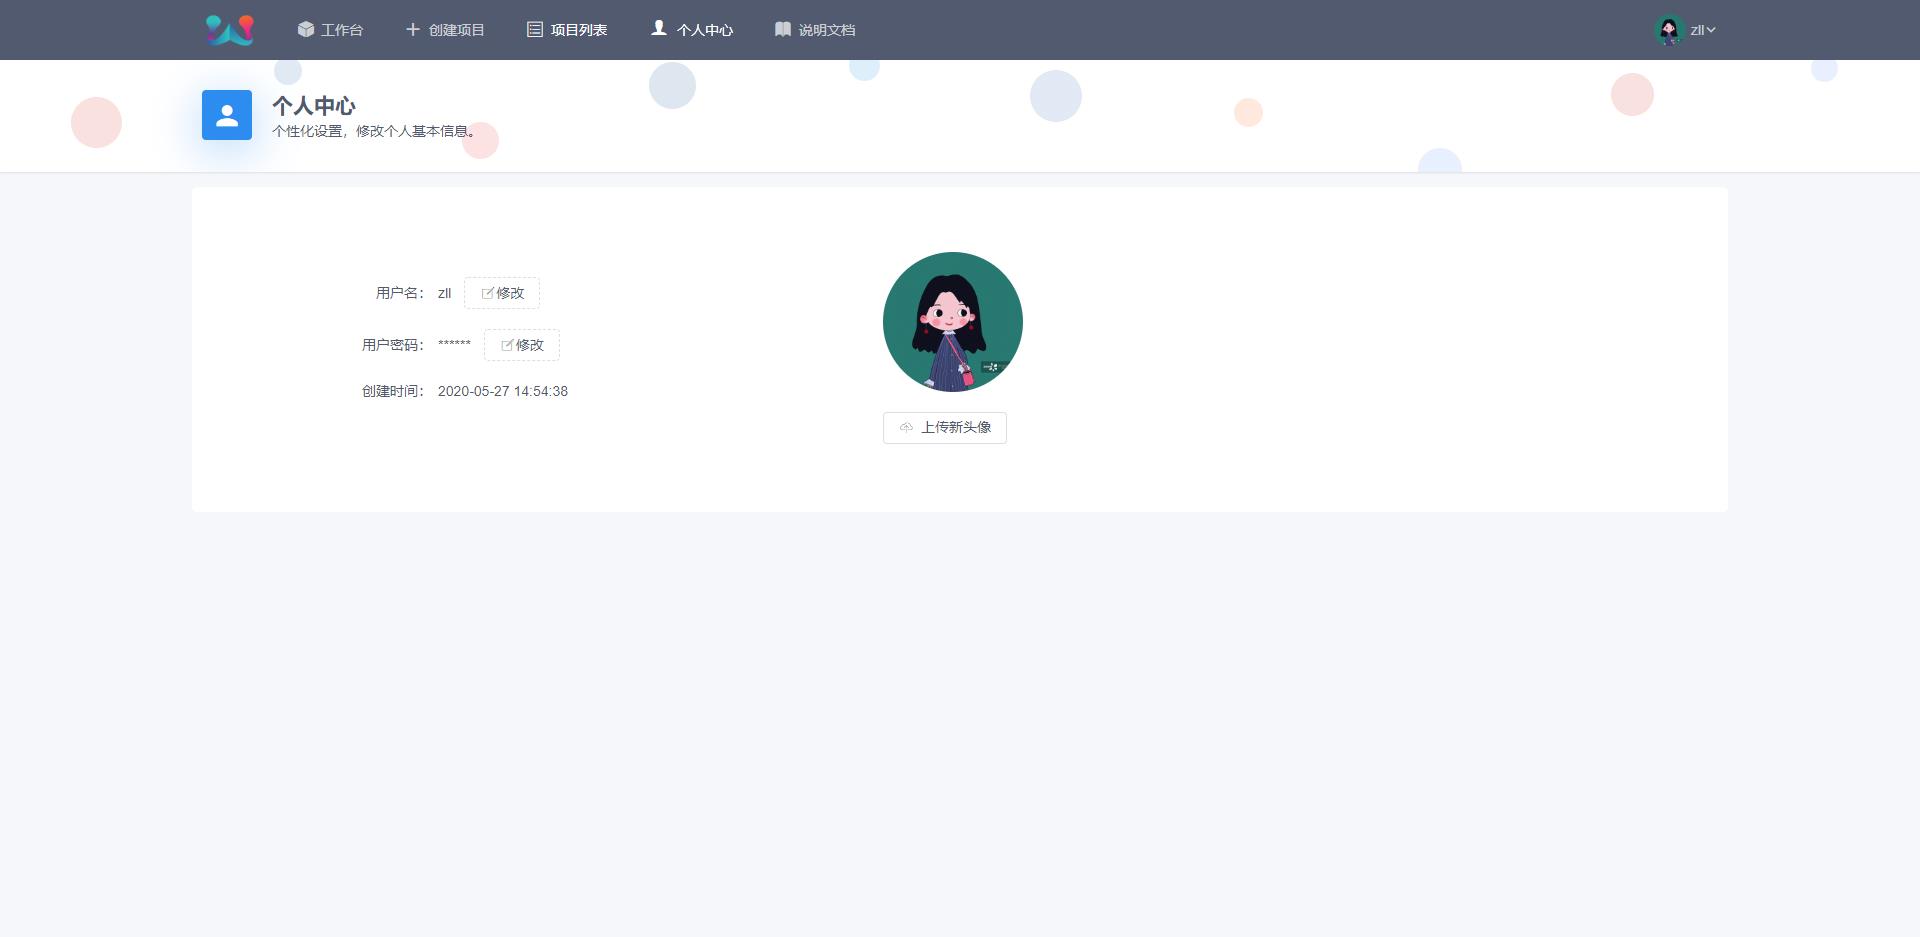 工作台 创建项目 项目列表 个人中心 说明文档 zll
个人中心
个性化设置，修改个人基本信息。
用户名： zll 修改
用户密码： ****** 修改
创建时间： 2020-05-27 14:54:38
上传新头像